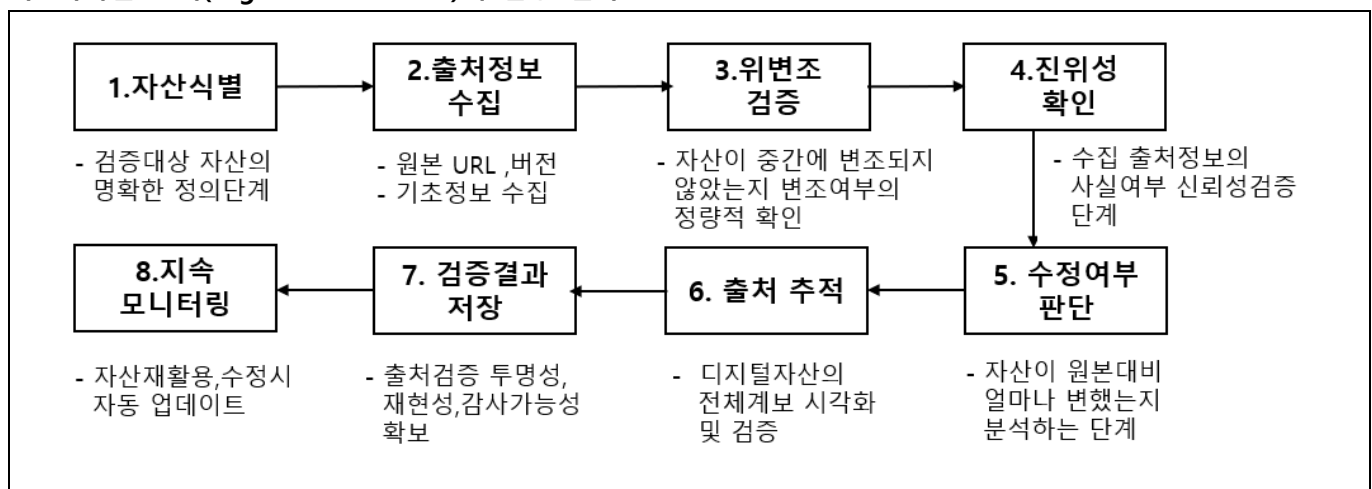 1.자산식별
- 검증대상 자산의
명확한 정의단계
2.출처정보
수집
- 원본 URL ,버전
- 기초정보 수집
3.위변조
검증
- 자산이 중간에 변조되지
않았는지 변조여부의
정량적 확인
4.진위성
확인
- 수집 출처정보의
사실여부 신뢰성검증
단계
5. 수정여부
판단
- 자산이 원본대비
얼마나 변했는지
분석하는 단계
6. 출처 추적
- 디지털자산의
전체계보 시각화
및 검증
7. 검증결과
저장
- 출처검증 투명성,
재현성,감사가능성
확보
8.지속
모니터링
- 자산재활용,수정시
자동 업데이트